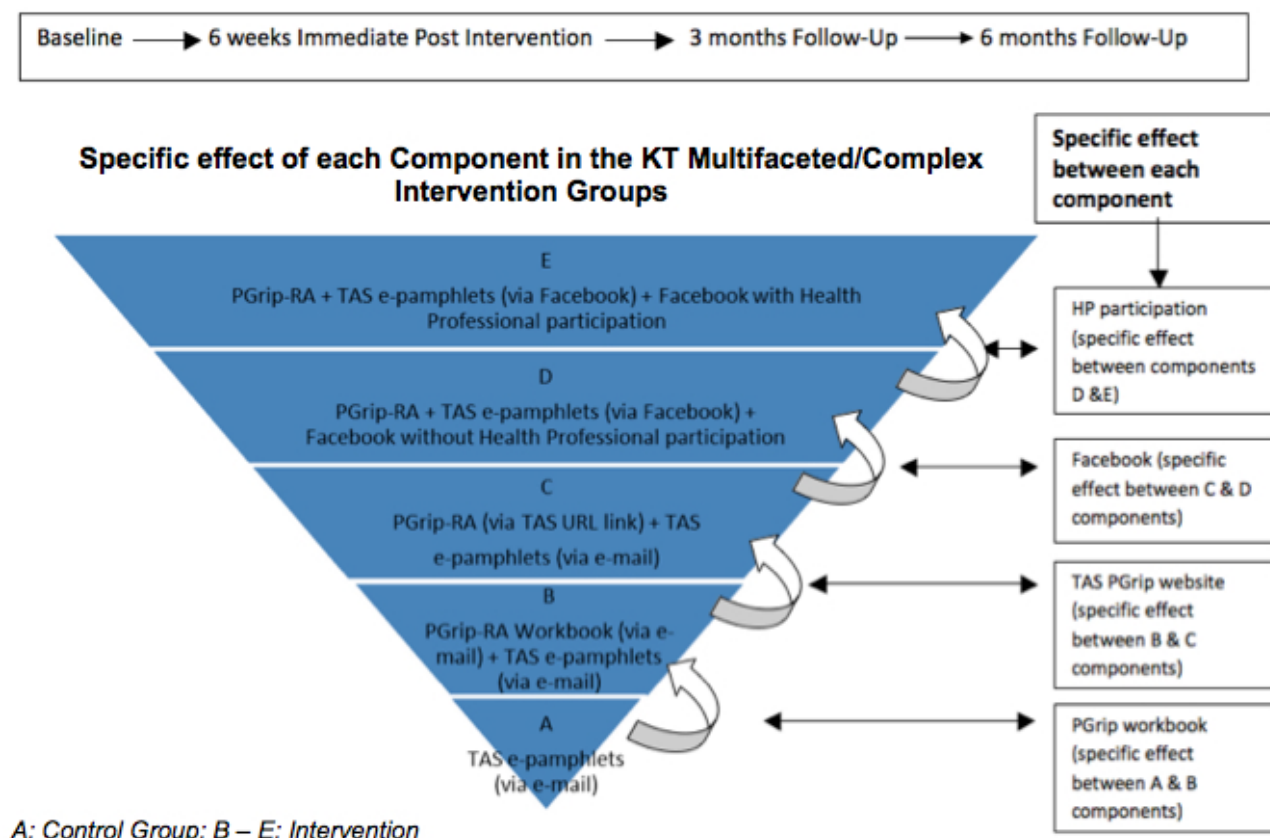 Baseline 6 weeks Immediate Post Intervention 3 months Follow-Up 6 months Follow-Up
Specific effect of each Component in the KT Multifaceted/Complex
Intervention Groups
Specific effect
between each
component
E
PGrip-RA + TAS e-pamphlets (via Facebook) + Facebook with Health
Professional participation
HP participation
(specific effect
between components
D &E)
D
PGrip-RA + TAS e-pamphlets (via Facebook) +
Facebook without Health Professional participation
Facebook (specific
effect between C & D
components)
C
PGrip-RA (via TAS URL link) + TAS
e-pamphlets (via e-mail)
TAS PGrip website
(specific effect
between B & C
components)
B
PGrip-RA Workbook (via e-
mail) + TAS e-pamphlets
(via e-mail)
PGrip workbook
(specific effect
between A & B
components)
A
TAS e-pamphlets
(via e-mail)
A: Control Group; B – E: Intervention